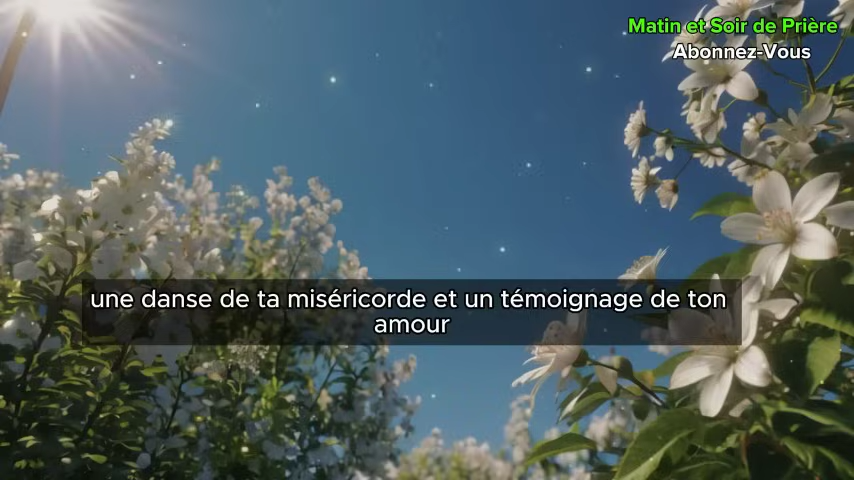 Matin et Soir de Prière
Abonnez-Vous
une danse de ta miséricorde et un témoignage de ton
amour